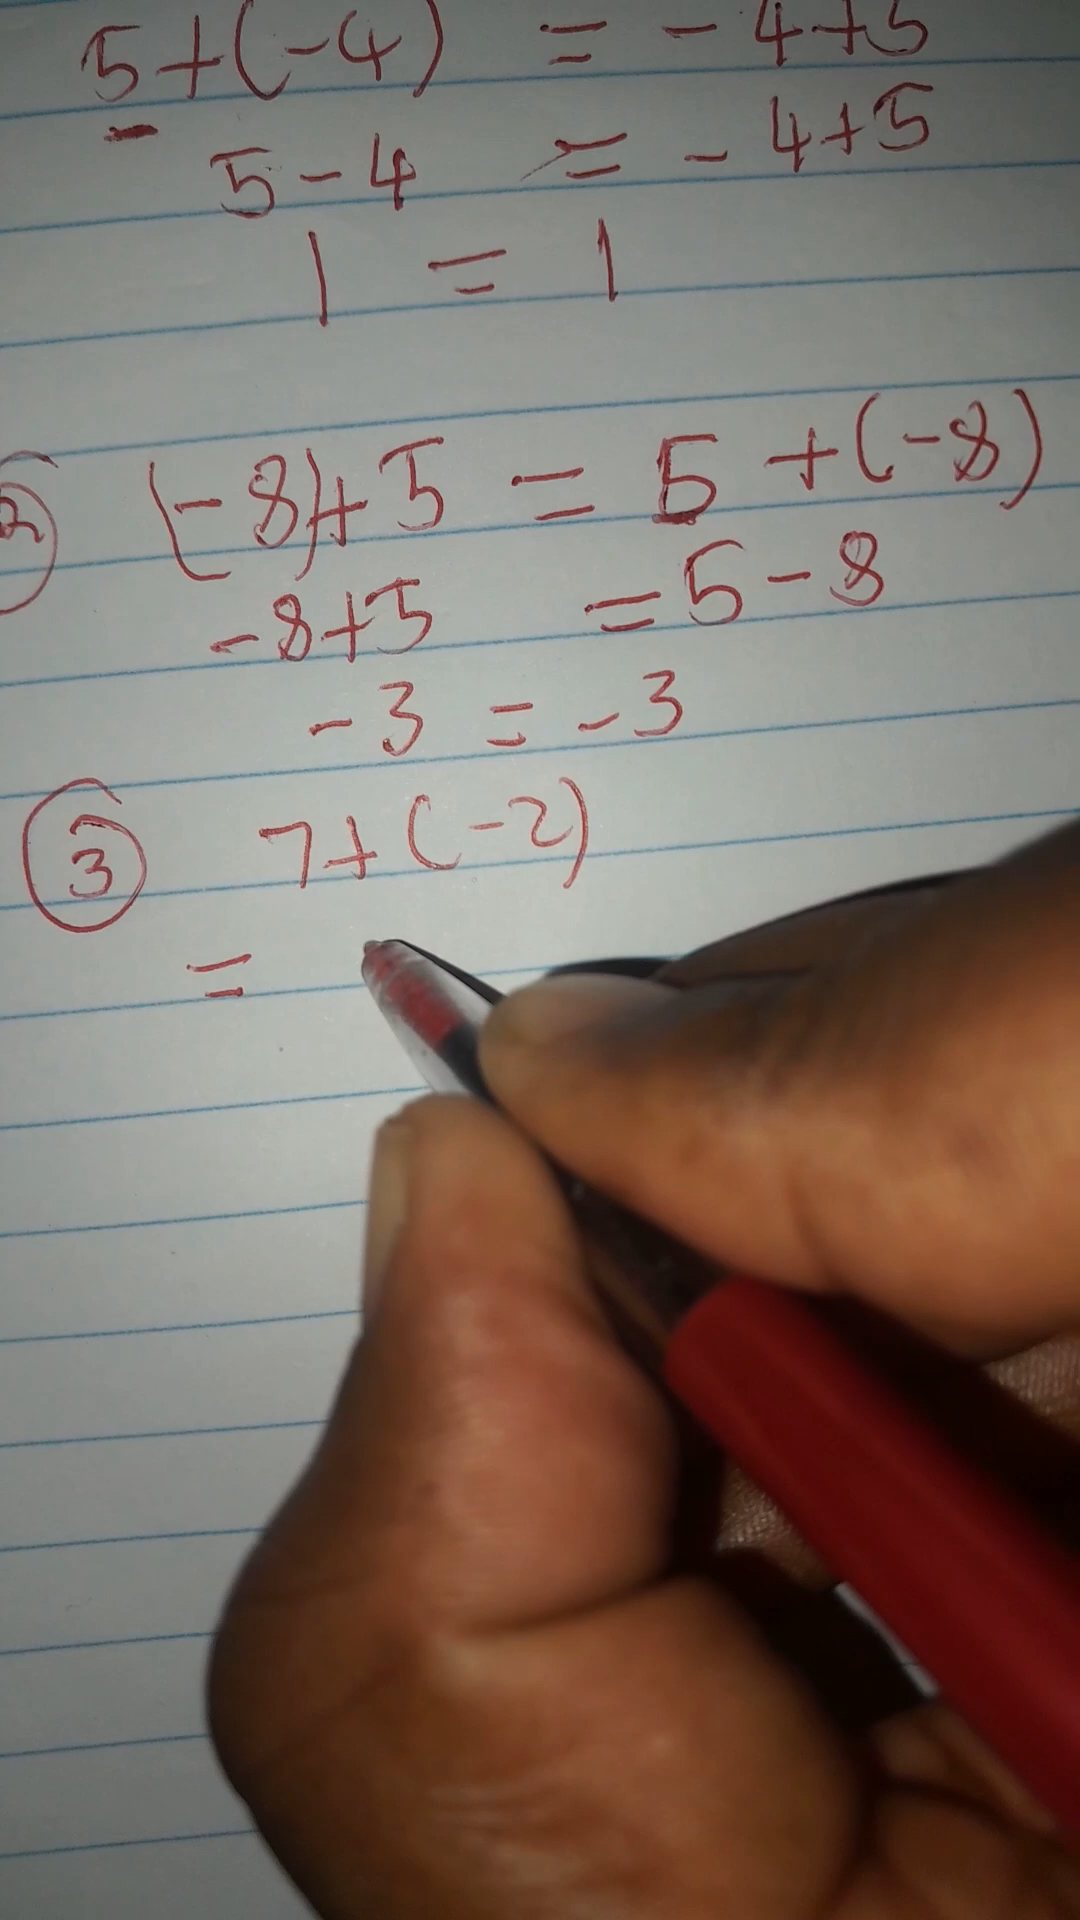 5+(-4) = -4+5
5-4 = -4+5
1 = 1
2 (-8)+5 = 5+(-8)
-8+5 = 5-8
-3 = -3
3 7+(-2)
=